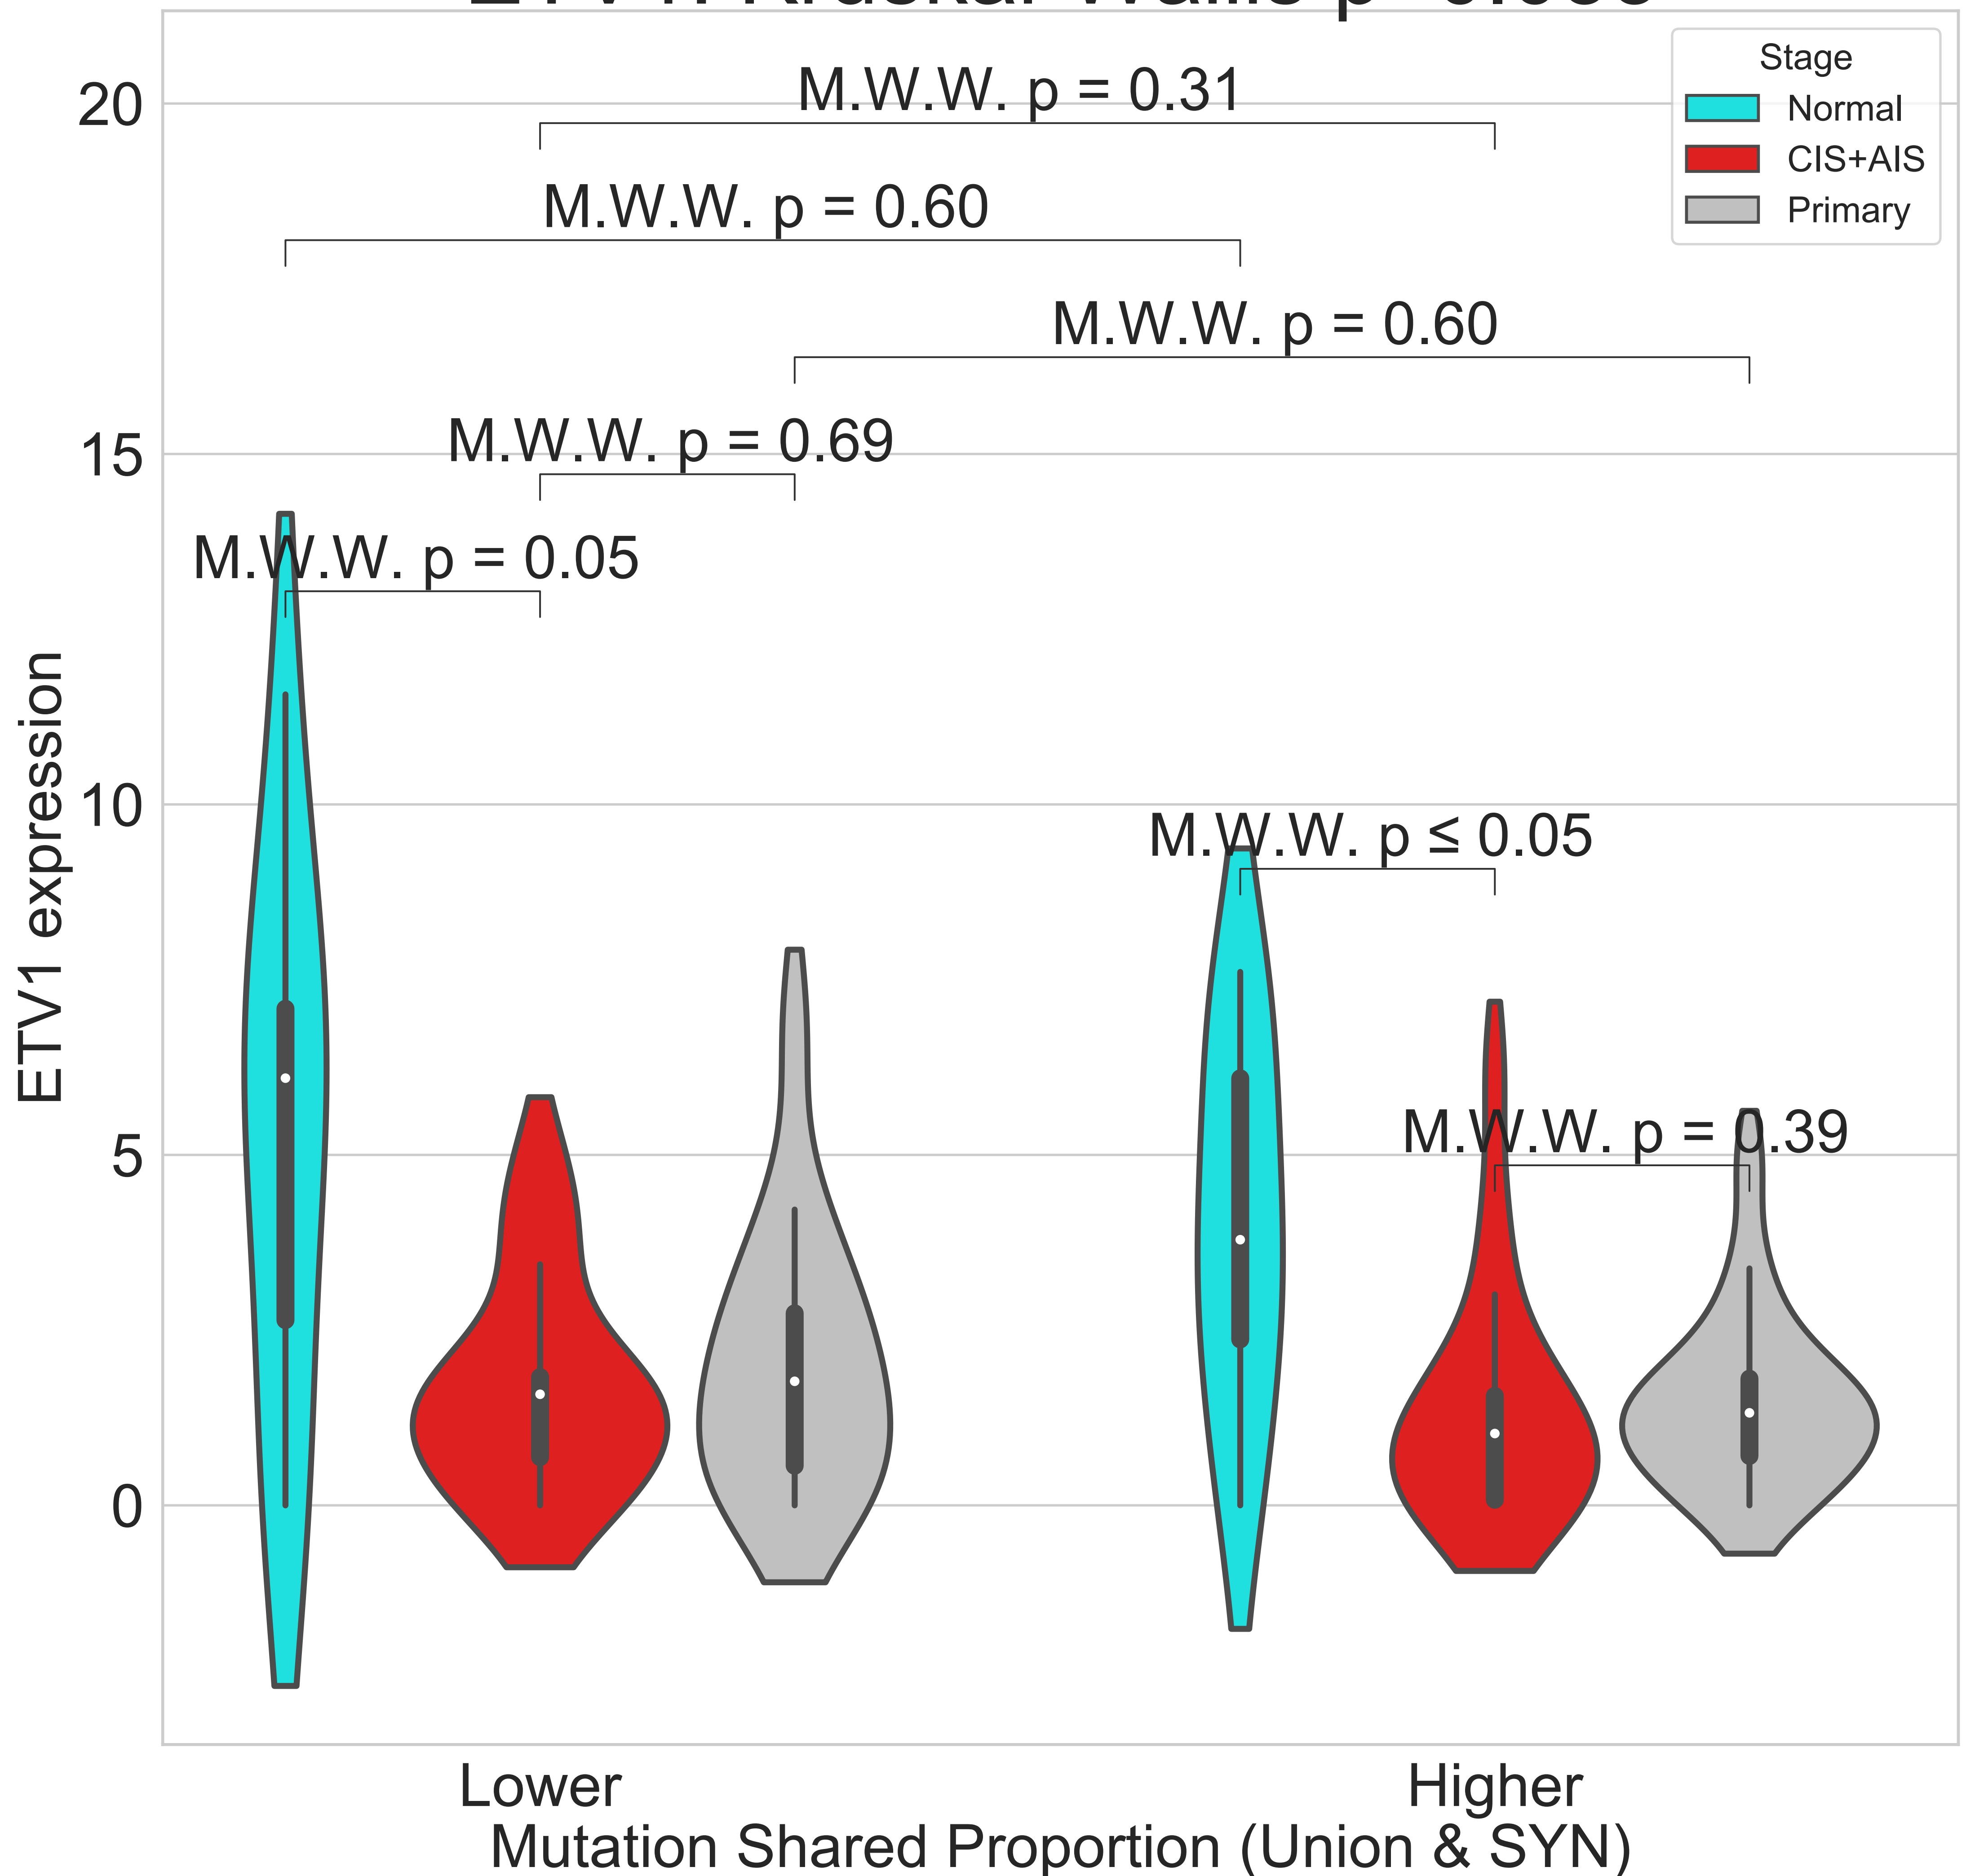 Stage
Normal
CIS+AIS
Primary
M.W.W. p = 0.31
M.W.W. p = 0.60
M.W.W. p = 0.60
M.W.W. p = 0.69
M.W.W. p = 0.05
M.W.W. p ≤ 0.05
M.W.W. p = 0.39
20
15
10
5
0
ETV1 expression
Lower
Higher
Mutation Shared Proportion (Union & SYN)